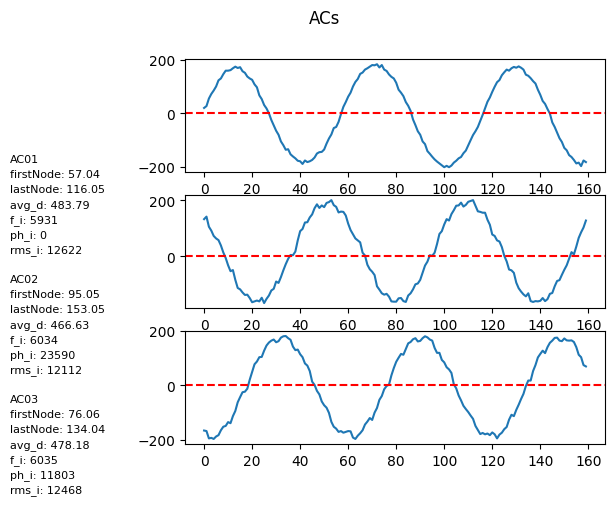 ACs
200
0
−200
0 20 40 60 80 100 120 140 160
AC01
firstNode: 57.04
lastNode: 116.05
avg_d: 483.79
f_i: 5931
ph_i: 0
rms_i: 12622
200
0
0 20 40 60 80 100 120 140 160
AC02
firstNode: 95.05
lastNode: 153.05
avg_d: 466.63
f_i: 6034
ph_i: 23590
rms_i: 12112
200
0
−200
0 20 40 60 80 100 120 140 160
AC03
firstNode: 76.06
lastNode: 134.04
avg_d: 478.18
f_i: 6035
ph_i: 11803
rms_i: 12468